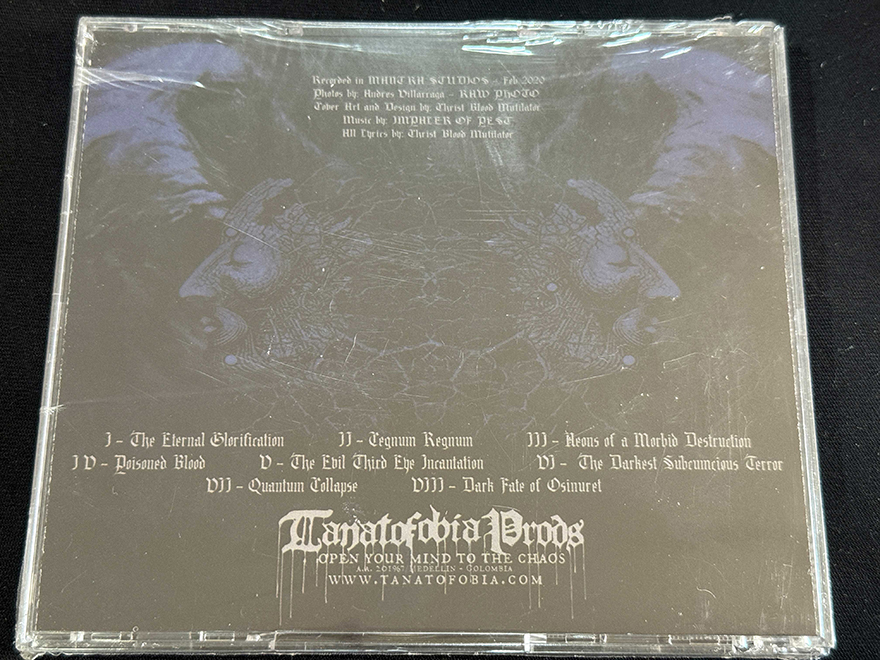 Recorded in MANTRA STUDIOS - Feb. 2020
Photos by: Andres Villarraga - RAW PHOTO
Cover Art and Design by: Christ Blood Mutilator
Music by: IMPALER OF PEST
All Lyrics by: Christ Blood Mutilator
I - The Eternal Glorification II - Tegnum Regnum III - Aeons of a Morbid Destruction
IV - Poisoned Blood V - The Evil Third Eye Incantation VI - The Darkest Subcuncious Terror
VII - Quantum Collapse VIII - Dark Fate of Osinuret
Tanatofobia Prods
OPEN YOUR MIND TO THE CHAOS
A.A. 201967 MEDELLIN - COLOMBIA
WWW.TANATOFOBIA.COM